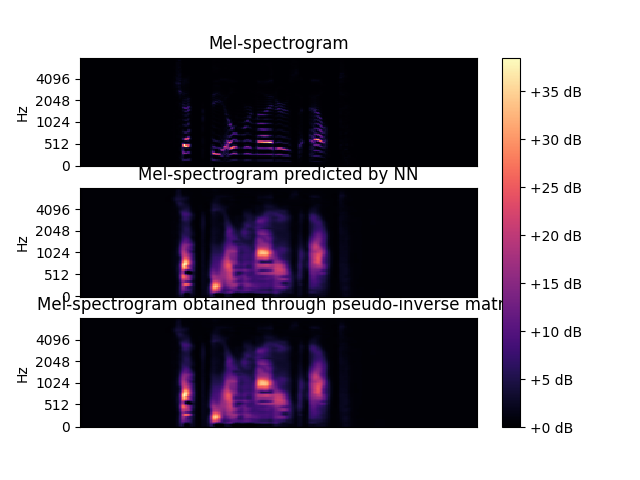 Mel-spectrogram
4096
2048
1024
512
0
Hz
Mel-spectrogram predicted by NN
4096
2048
1024
512
0
Hz
Mel-spectrogram obtained through pseudo-inverse matr
4096
2048
1024
512
0
Hz
+35 dB
+30 dB
+25 dB
+20 dB
+15 dB
+10 dB
+5 dB
+0 dB